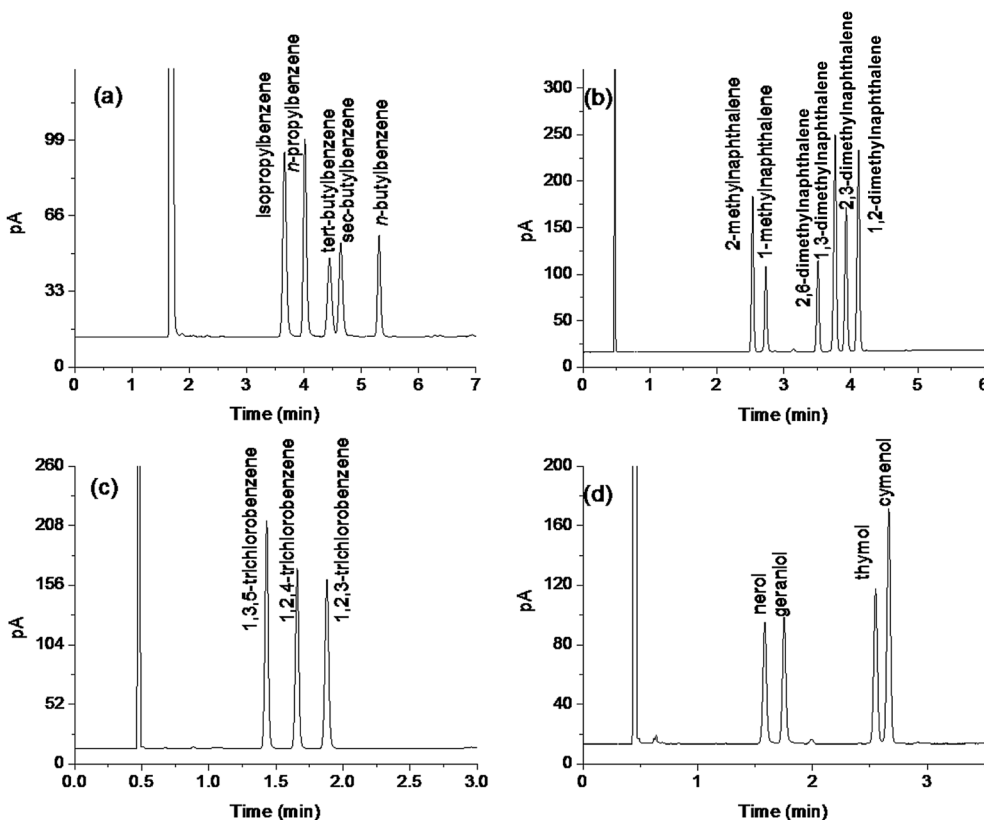 (a)
Isopropylbenzene
n-propylbenzene
tert-butylbenzene
sec-butylbenzene
n-butylbenzene
99
66
33
0
pA
0 1 2 3 4 5 6 7
Time (min)
(b)
2-methylnaphthalene
1-methylnaphthalene
2,6-dimethylnaphthalene
1,3-dimethylnaphthalene
2,3-dimethylnaphthalene
1,2-dimethylnaphthalene
300
250
200
150
100
50
0
pA
0 1 2 3 4 5 6
Time (min)
(c)
1,3,5-trichlorobenzene
1,2,4-trichlorobenzene
1,2,3-trichlorobenzene
260
208
156
104
52
0
pA
0.0 0.5 1.0 1.5 2.0 2.5 3.0
Time (min)
(d)
nerol
geraniol
thymol
cymenol
200
160
120
80
40
0
pA
0 1 2 3
Time (min)